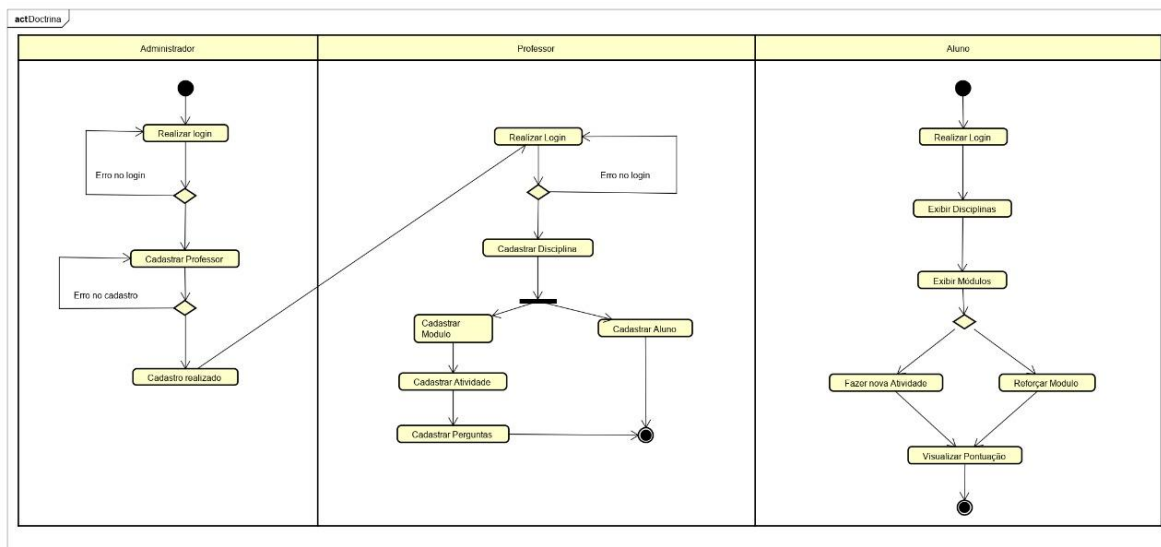 actDoctrina
Administrador
Professor
Aluno
Realizar login
Erro no login
Cadastrar Professor
Erro no cadastro
Cadastro realizado
Realizar Login
Erro no login
Cadastrar Disciplina
Cadastrar
Modulo
Cadastrar Aluno
Cadastrar Atividade
Cadastrar Perguntas
Realizar Login
Exibir Disciplinas
Exibir Módulos
Fazer nova Atividade
Reforçar Modulo
Visualizar Pontuação